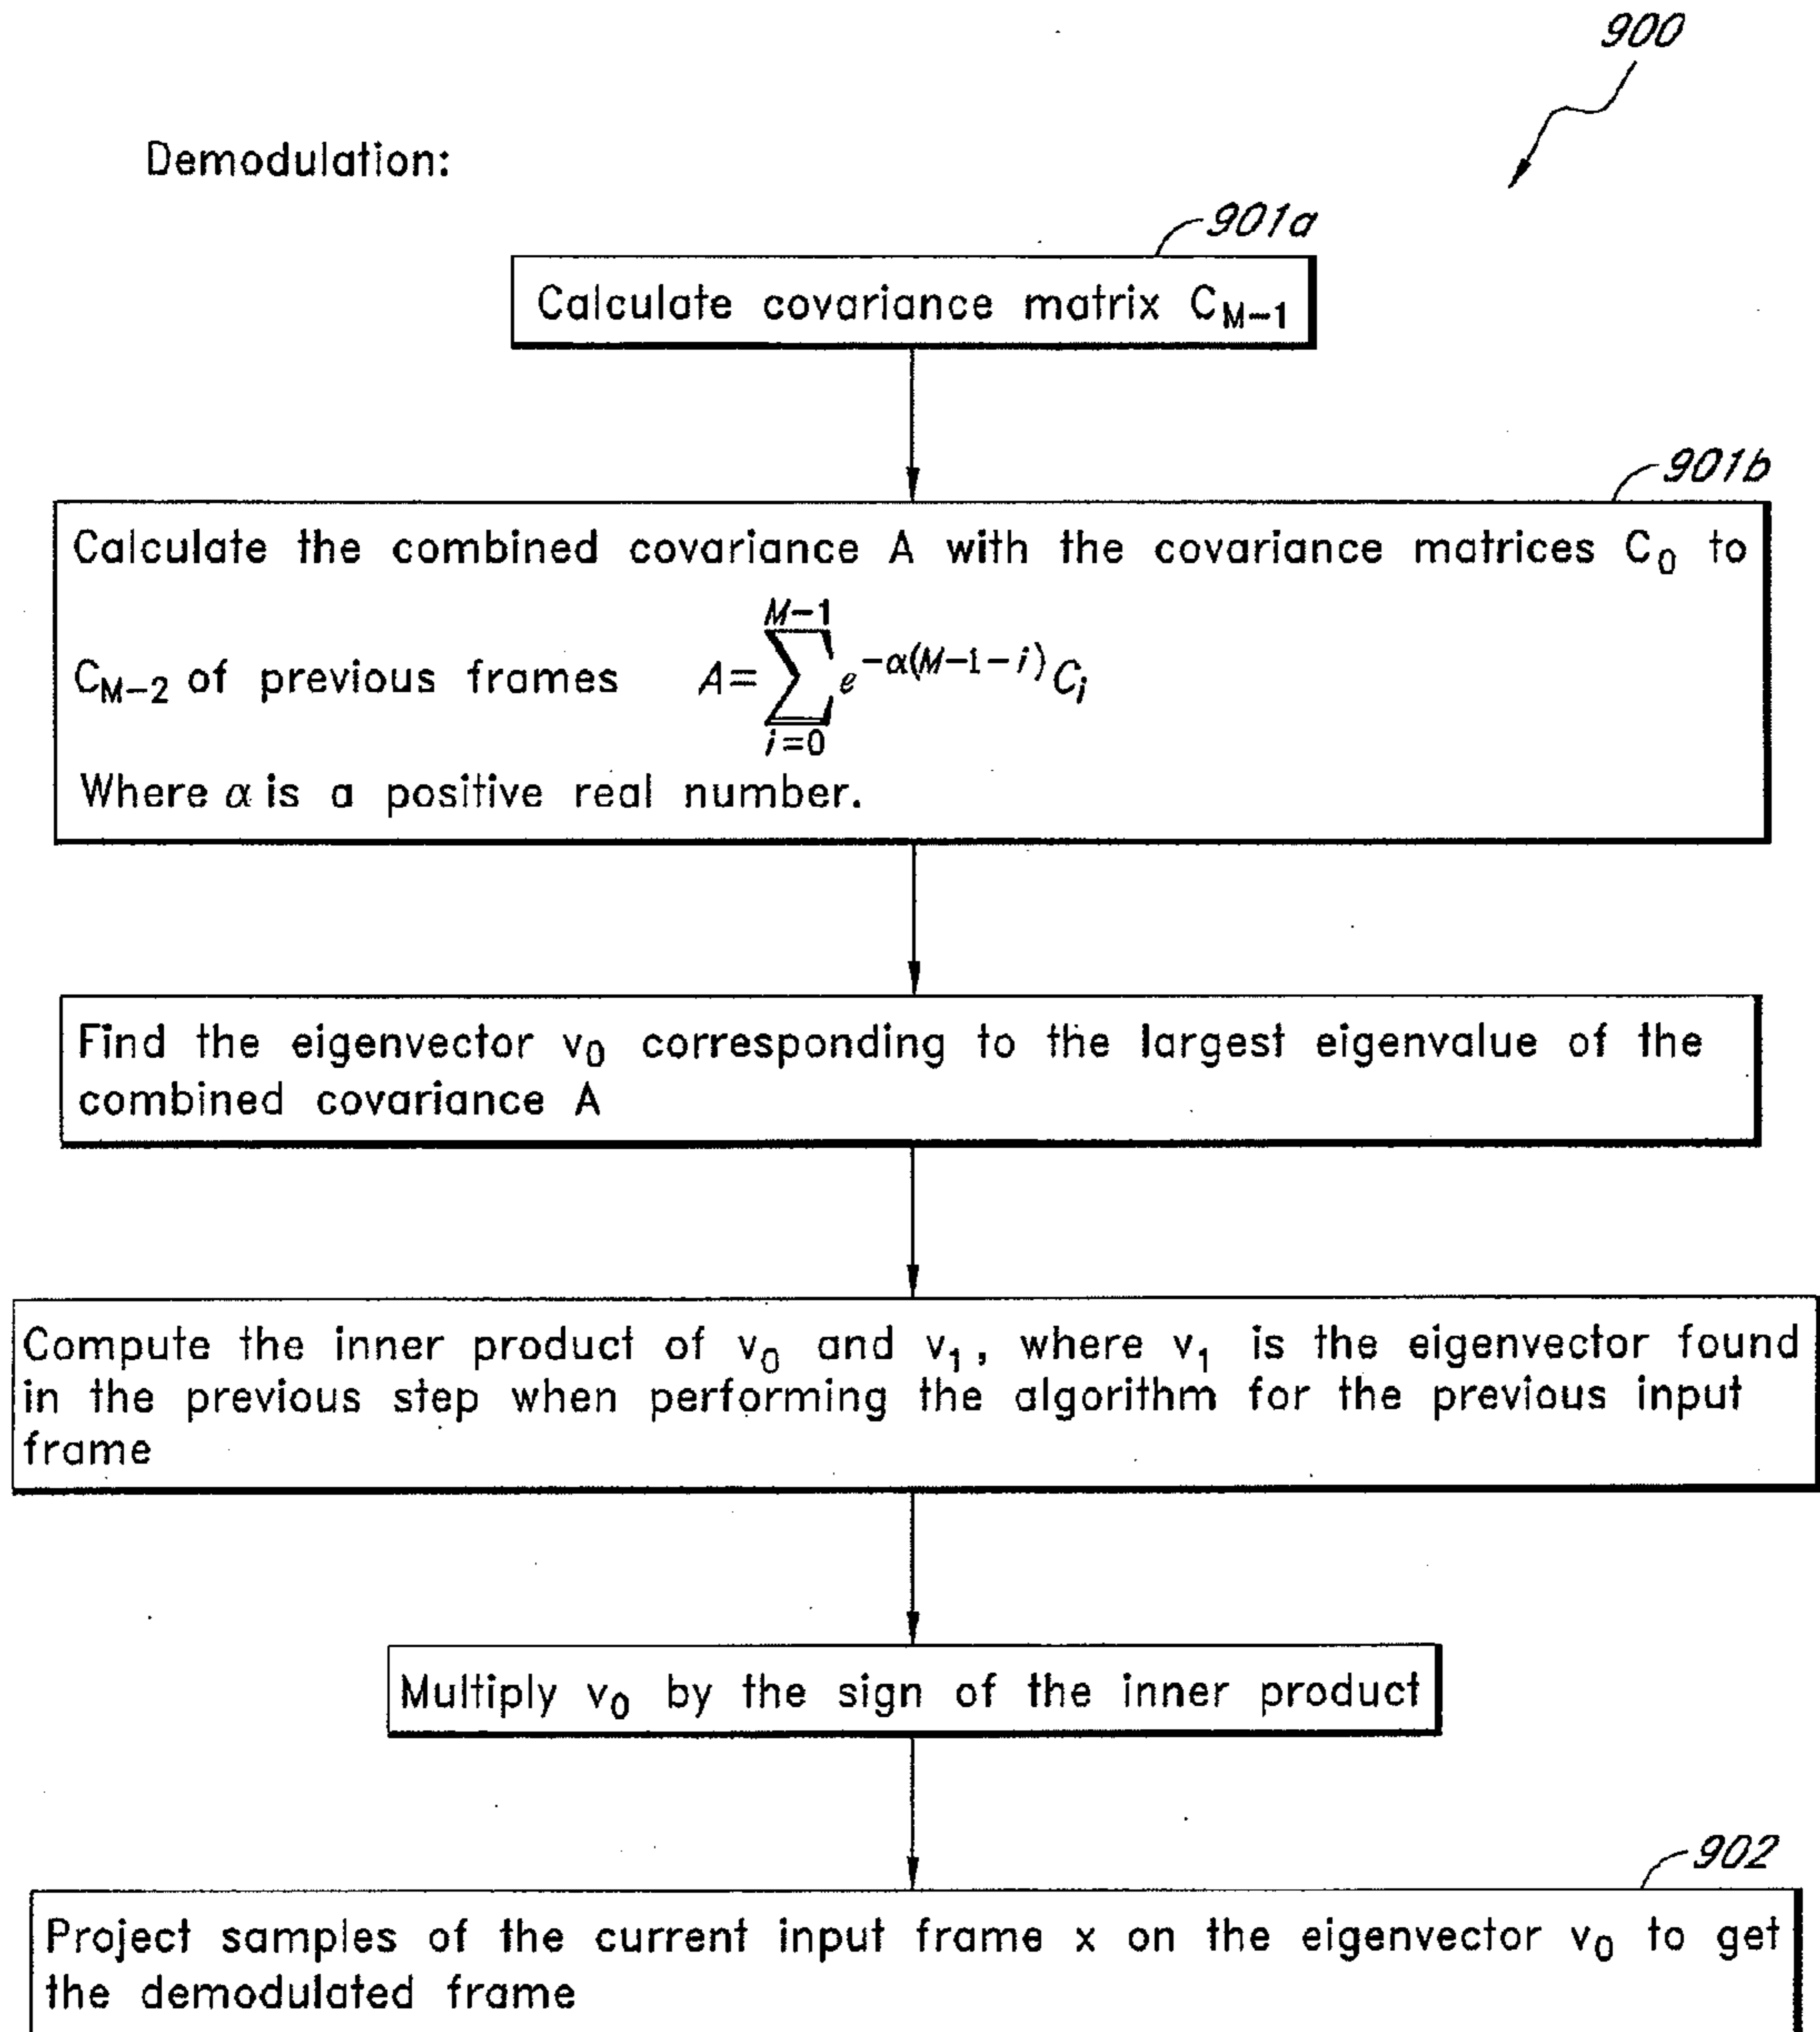 900
Demodulation:
901a
Calculate covariance matrix C_{M-1}
901b
Calculate the combined covariance A with the covariance matrices C_0 to
C_{M-2} of previous frames A=\sum_{i=0}^{M-1} e^{-α(M-1-i)} C_i
Where α is a positive real number.
Find the eigenvector v_0 corresponding to the largest eigenvalue of the
combined covariance A
Compute the inner product of v_0 and v_1, where v_1 is the eigenvector found
in the previous step when performing the algorithm for the previous input
frame
Multiply v_0 by the sign of the inner product
902
Project samples of the current input frame x on the eigenvector v_0 to get
the demodulated frame